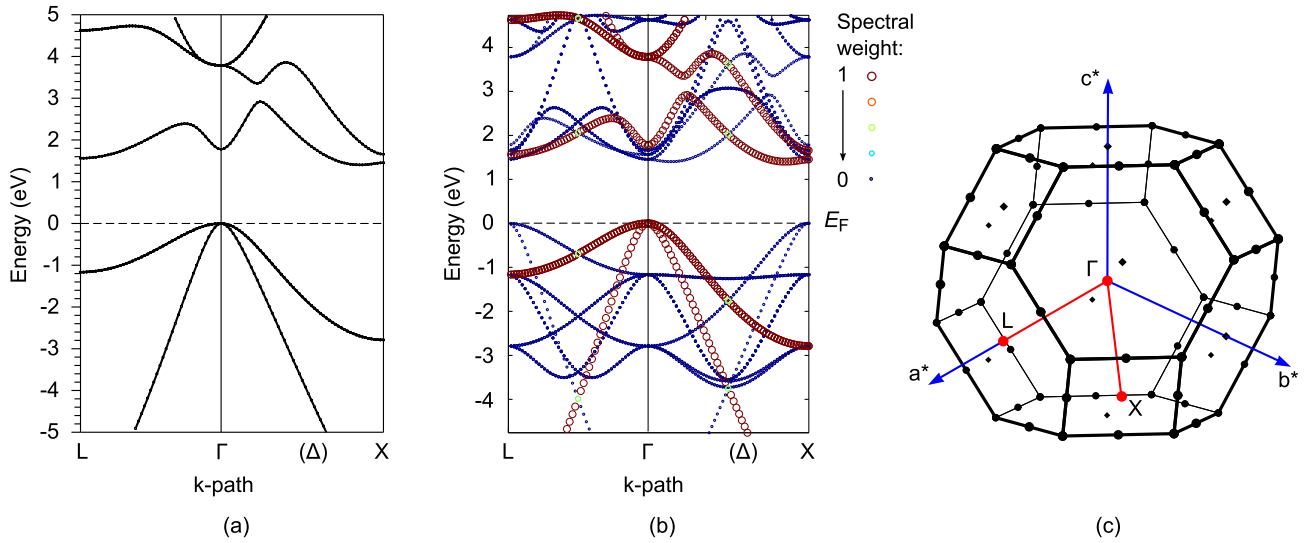 5
4
3
2
1
0
-1
-2
-3
-4
-5
Energy (eV)
L Γ (Δ) X
k-path
(a)
4
3
2
1
0
-1
-2
-3
-4
Energy (eV)
L Γ (Δ) X
k-path
(b)
Spectral
weight:
1
0
E_F
c*
Γ
L
a*
b*
X
(c)